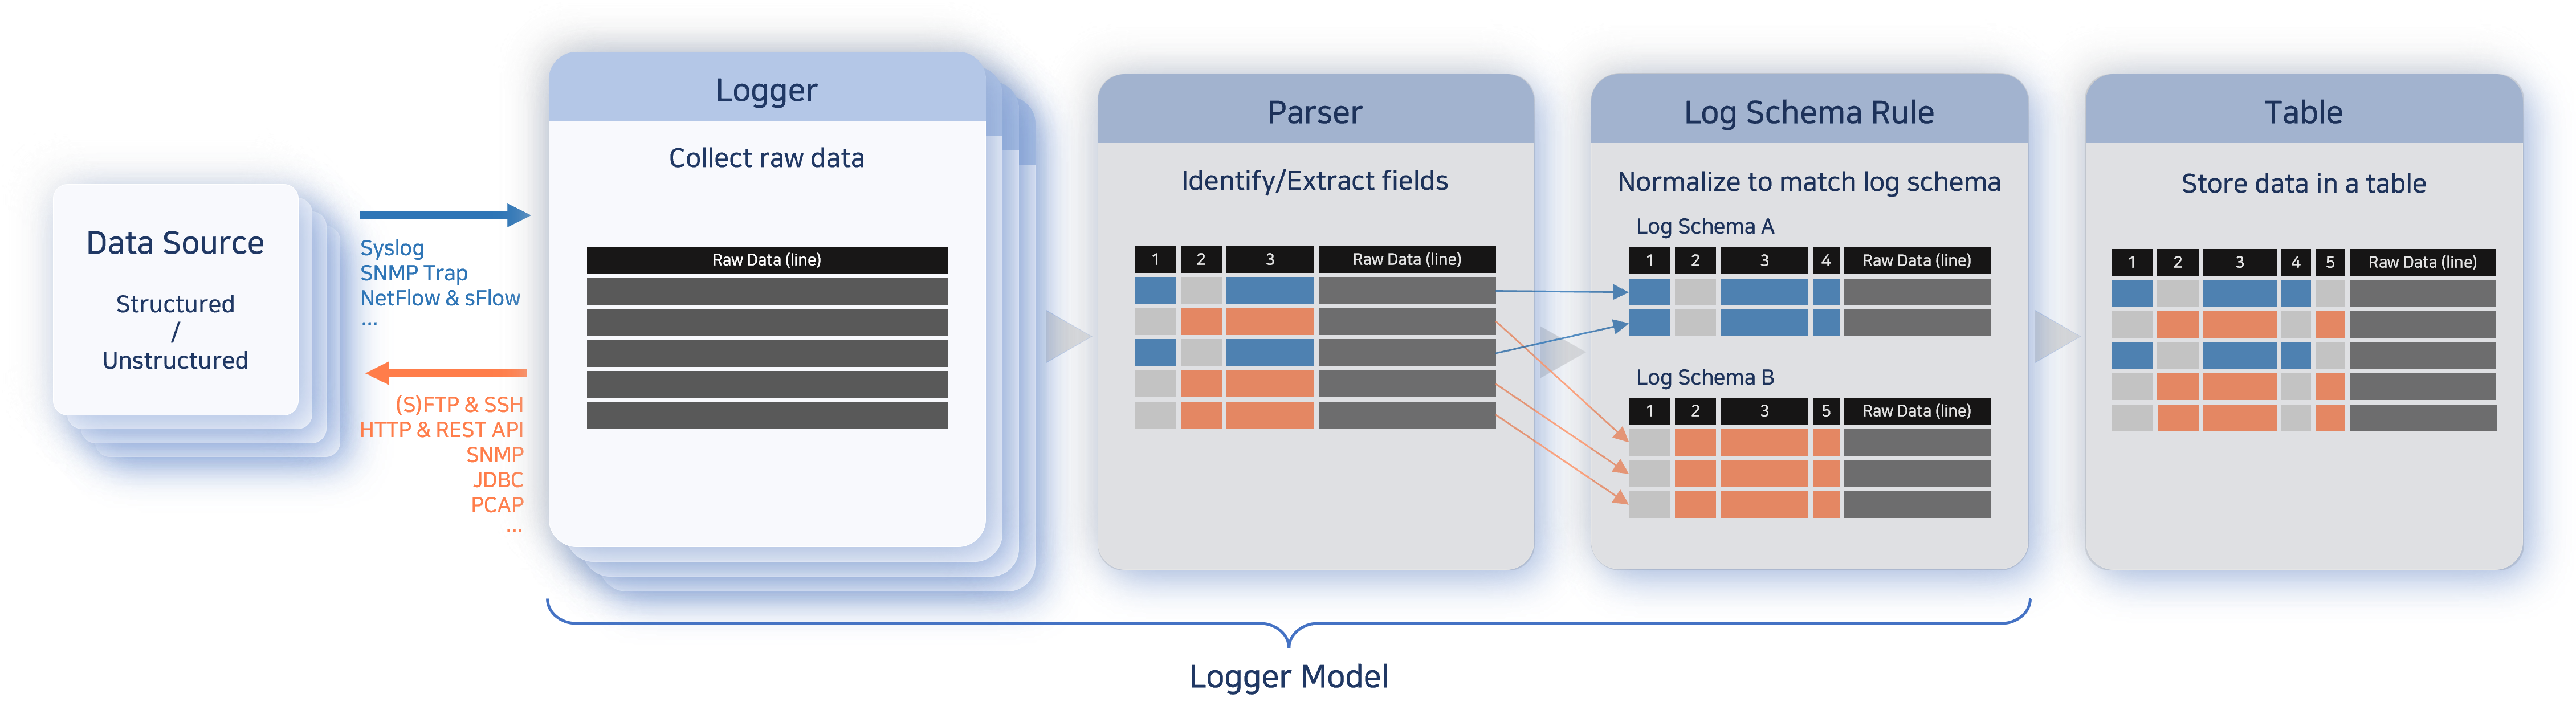 Data Source
Structured
/
Unstructured
Syslog
SNMP Trap
NetFlow & sFlow
...
(S)FTP & SSH
HTTP & REST API
SNMP
JDBC
PCAP
...
Logger
Collect raw data
Raw Data (line)
Parser
Identify/Extract fields
1 2 3 Raw Data (line)
Log Schema Rule
Normalize to match log schema
Log Schema A
1 2 3 4 Raw Data (line)
Log Schema B
1 2 3 5 Raw Data (line)
Table
Store data in a table
1 2 3 4 5 Raw Data (line)
Logger Model